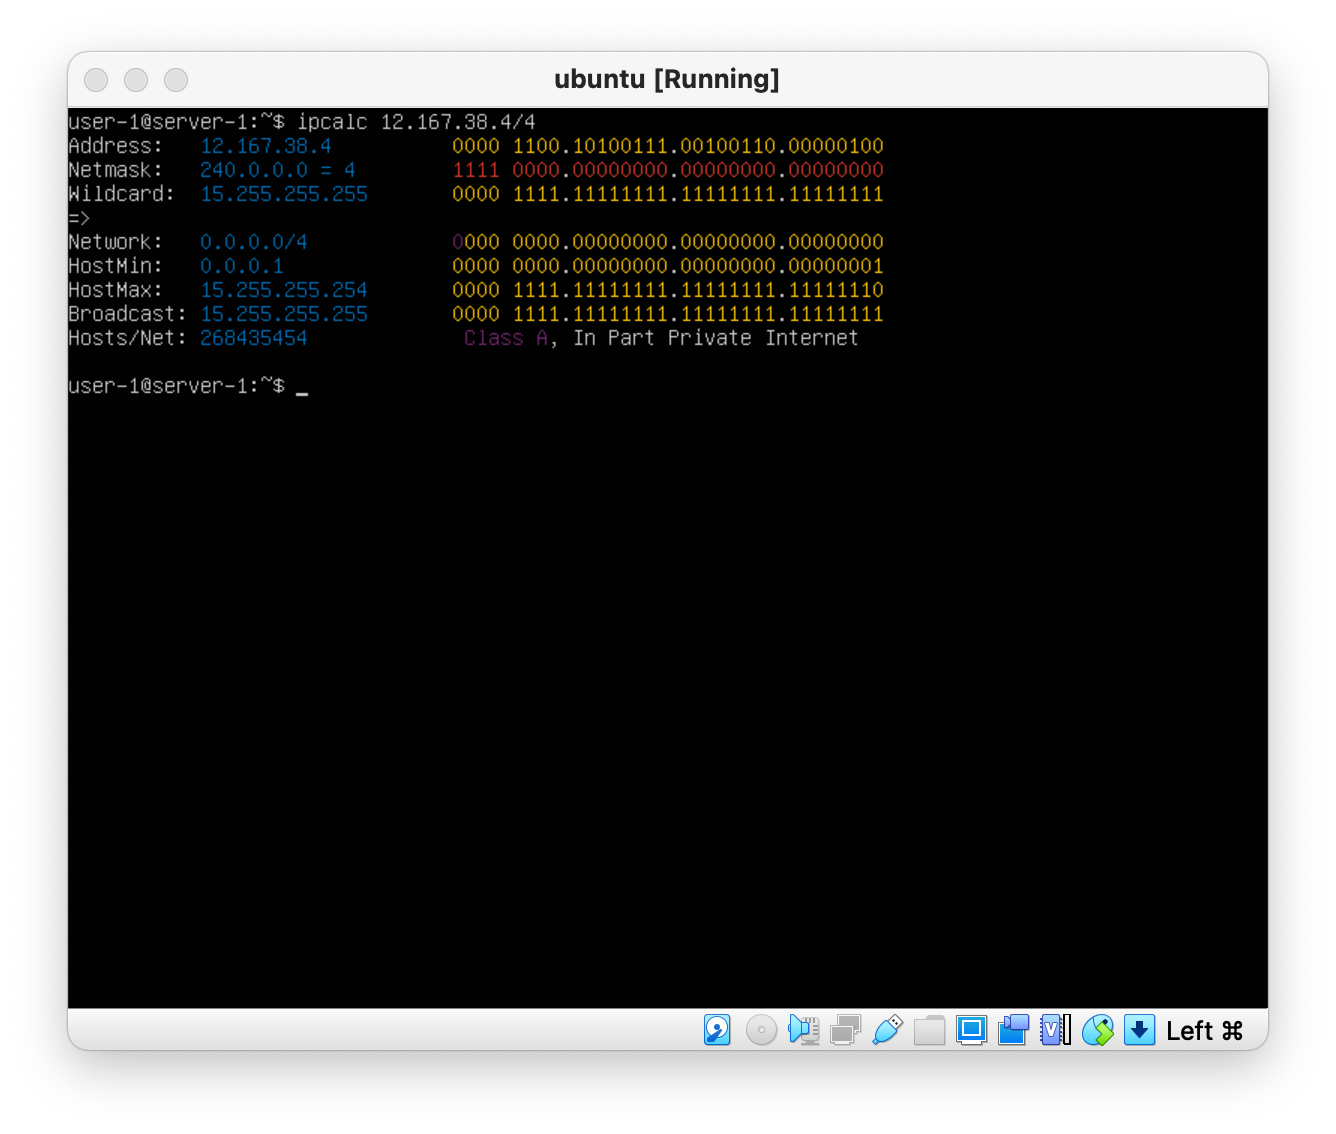 ubuntu [Running]
user-1@server-1:~$ ipcalc 12.167.38.4/4
Address:   12.167.38.4          0000 1100.10100111.00100110.00000100
Netmask:   240.0.0.0 = 4        1111 0000.00000000.00000000.00000000
Wildcard:  15.255.255.255       0000 1111.11111111.11111111.11111111
=>
Network:   0.0.0.0/4            0000 0000.00000000.00000000.00000000
HostMin:   0.0.0.1              0000 0000.00000000.00000000.00000001
HostMax:   15.255.255.254       0000 1111.11111111.11111111.11111110
Broadcast: 15.255.255.255       0000 1111.11111111.11111111.11111111
Hosts/Net: 268435454             Class A, In Part Private Internet
user-1@server-1:~$ _
V
Left ⌘